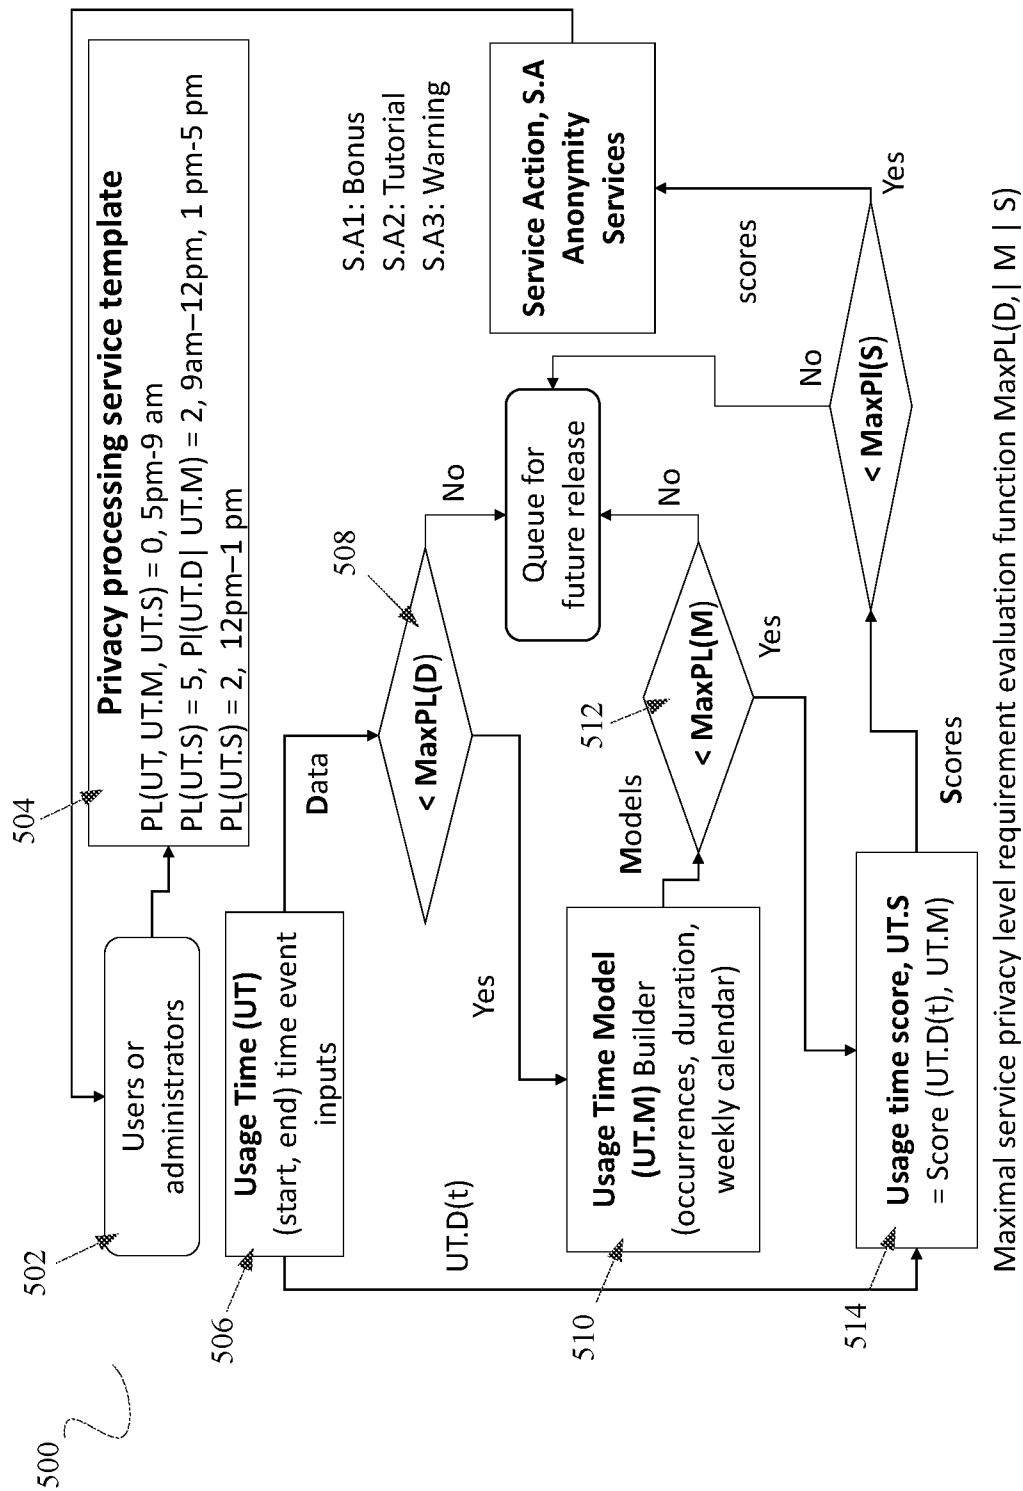 500
502
Users or
administrators
504
Privacy processing service template
PL(UT, UT.M, UT.S) = 0, 5pm-9 am
PL(UT.S) = 5, PI(UT.D| UT.M) = 2, 9am–12pm, 1 pm-5 pm
PL(UT.S) = 2,  12pm–1 pm
506
Usage Time (UT)
(start, end) time event
inputs
Data
508
< MaxPL(D)
No
Yes
UT.D(t)
Queue for
future release
S.A1: Bonus
S.A2: Tutorial
S.A3: Warning
Service Action, S.A
Anonymity
Services
510
Usage Time Model
(UT.M) Builder
(occurrences, duration,
weekly calendar)
Models
512
< MaxPL(M)
No
Yes
514
Usage time score, UT.S
= Score (UT.D(t), UT.M)
Scores
< MaxPl(S)
No
scores
Yes
Maximal service privacy level requirement evaluation function MaxPL(D,| M | S)